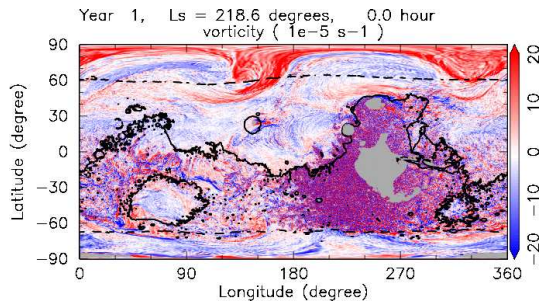 Year 1, Ls = 218.6 degrees, 0.0 hour
vorticity ( 1e-5 s-1 )
90
60
30
0
−30
−60
−90
Latitude (degree)
0 90 180 270 360
Longitude (degree)
20
10
0
−10
−20